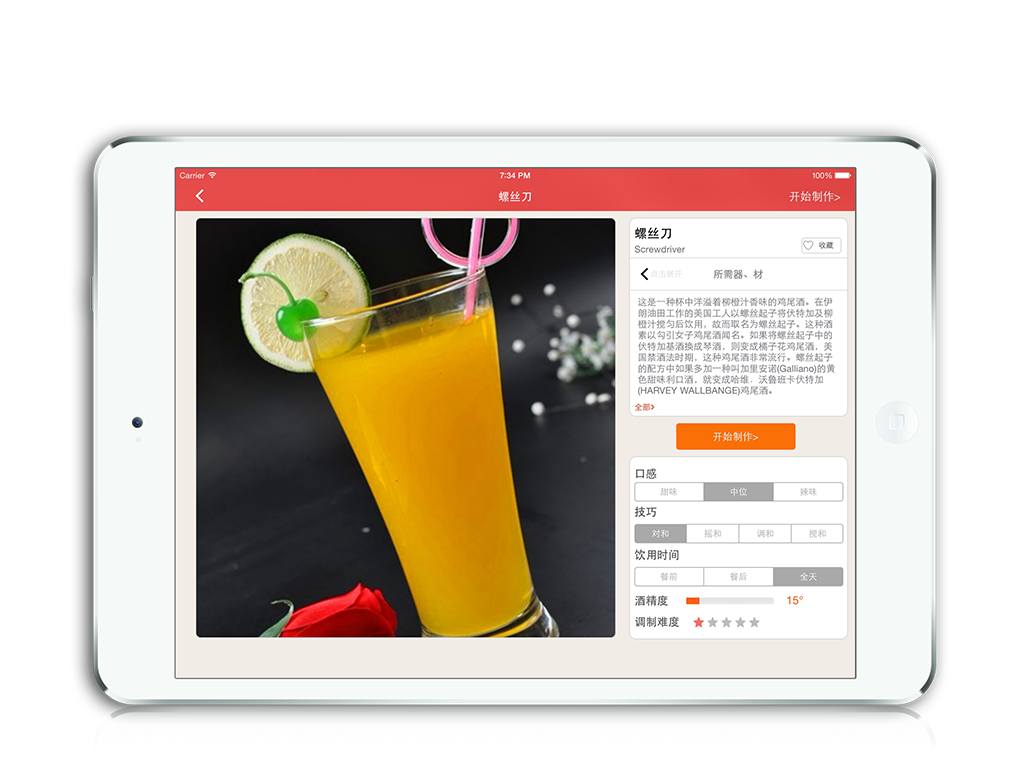 Carrier
7:34 PM
100%
螺丝刀
开始制作>
螺丝刀
Screwdriver
收藏
点击展开
所需器、材
这是一种杯中洋溢着柳橙汁香味的鸡尾酒。在伊
朗油田工作的美国工人以螺丝起子将伏特加及柳
橙汁搅匀后饮用，故而取名为螺丝起子。这种酒
素以勾引女子鸡尾酒闻名。如果将螺丝起子中的
伏特加基酒换成琴酒，则变成橘子花鸡尾酒，美
国禁酒法时期，这种鸡尾酒非常流行。螺丝起子
的配方中如果多加一种叫加里安诺(Galliano)的黄
色甜味利口酒，就变成哈维．沃鲁班卡伏特加
(HARVEY WALLBANGE)鸡尾酒。
全部>
开始制作>
口感
甜味 中位 辣味
技巧
对和 摇和 调和 搅和
饮用时间
餐前 餐后 全天
酒精度 15°
调制难度